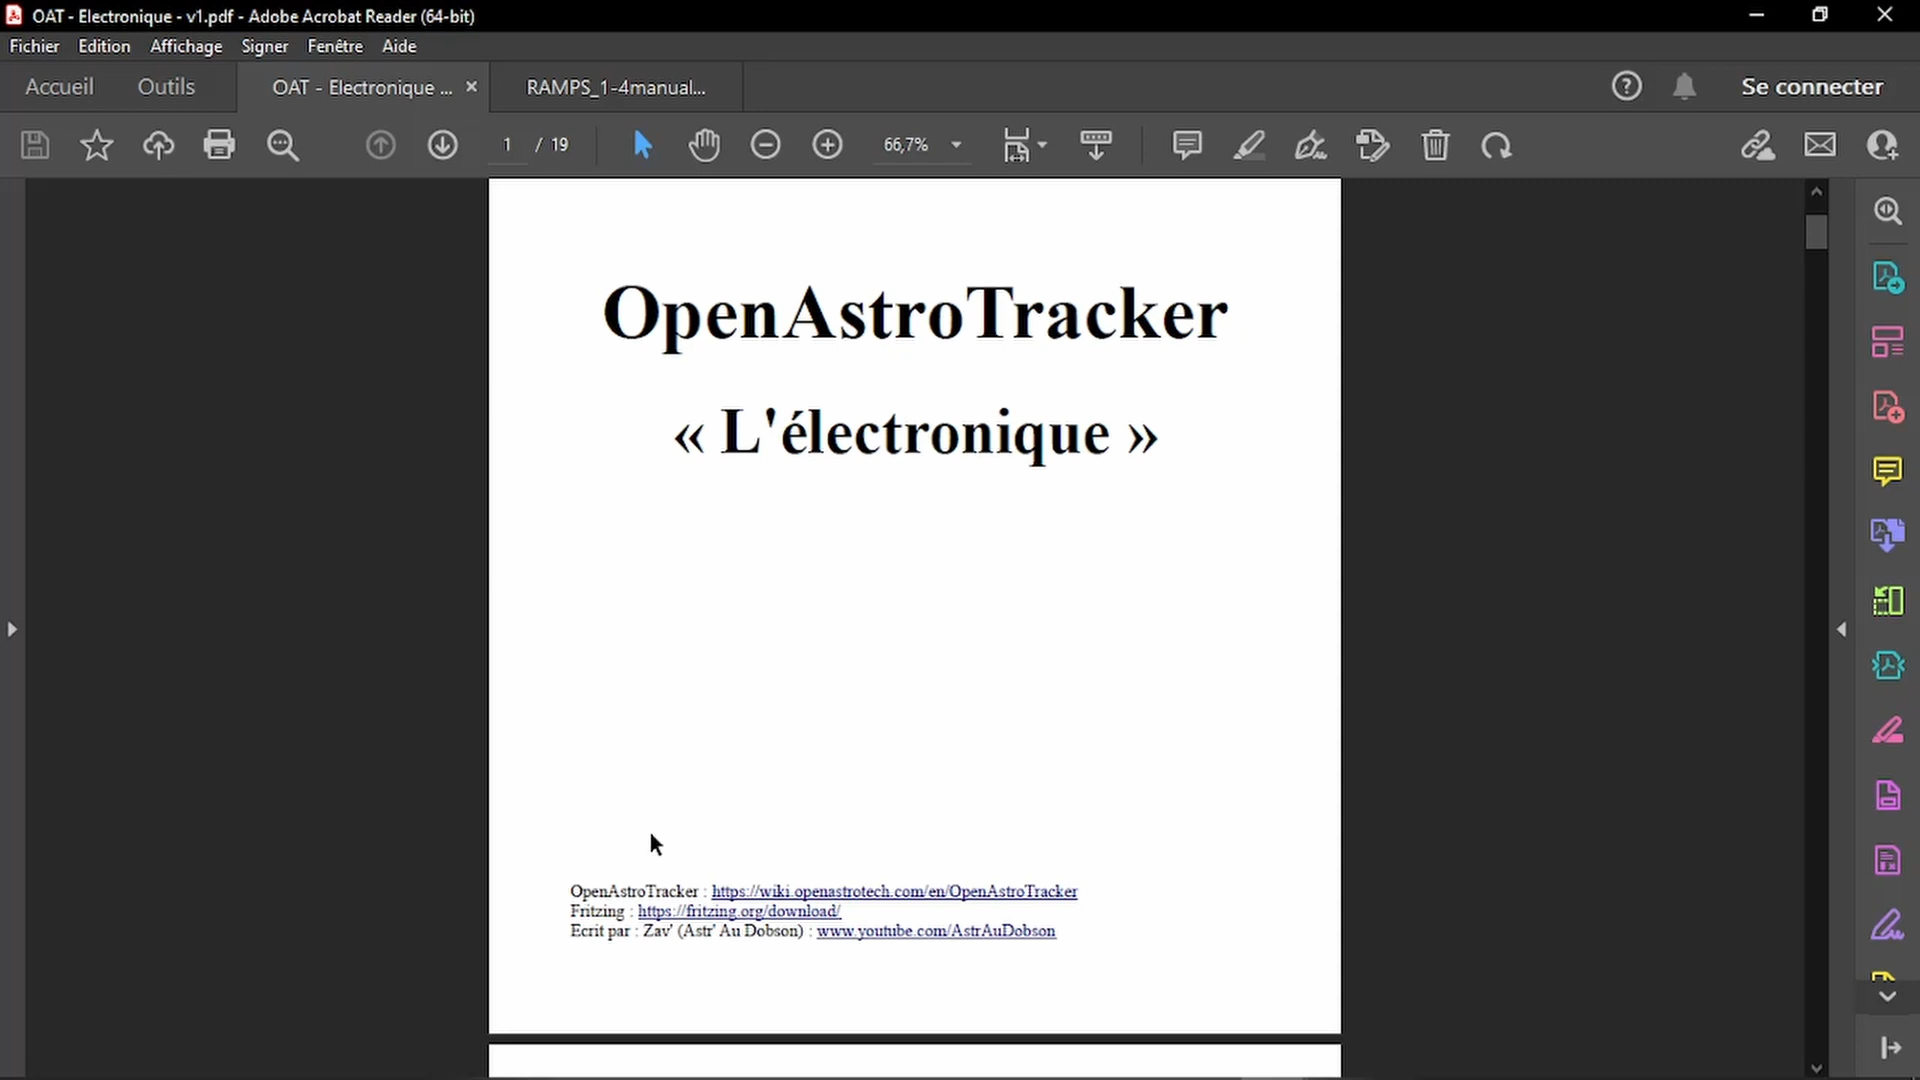 OAT - Electronique - v1.pdf - Adobe Acrobat Reader (64-bit)
Fichier Edition Affichage Signer Fenêtre Aide
Accueil Outils OAT - Electronique ... RAMPS_1-4manual... Se connecter
1 / 19 66,7%
OpenAstroTracker
« L'électronique »
OpenAstroTracker : https://wiki.openastrotech.com/en/OpenAstroTracker
Fritzing : https://fritzing.org/download/
Ecrit par : Zav' (Astr' Au Dobson) : www.youtube.com/AstrAuDobson